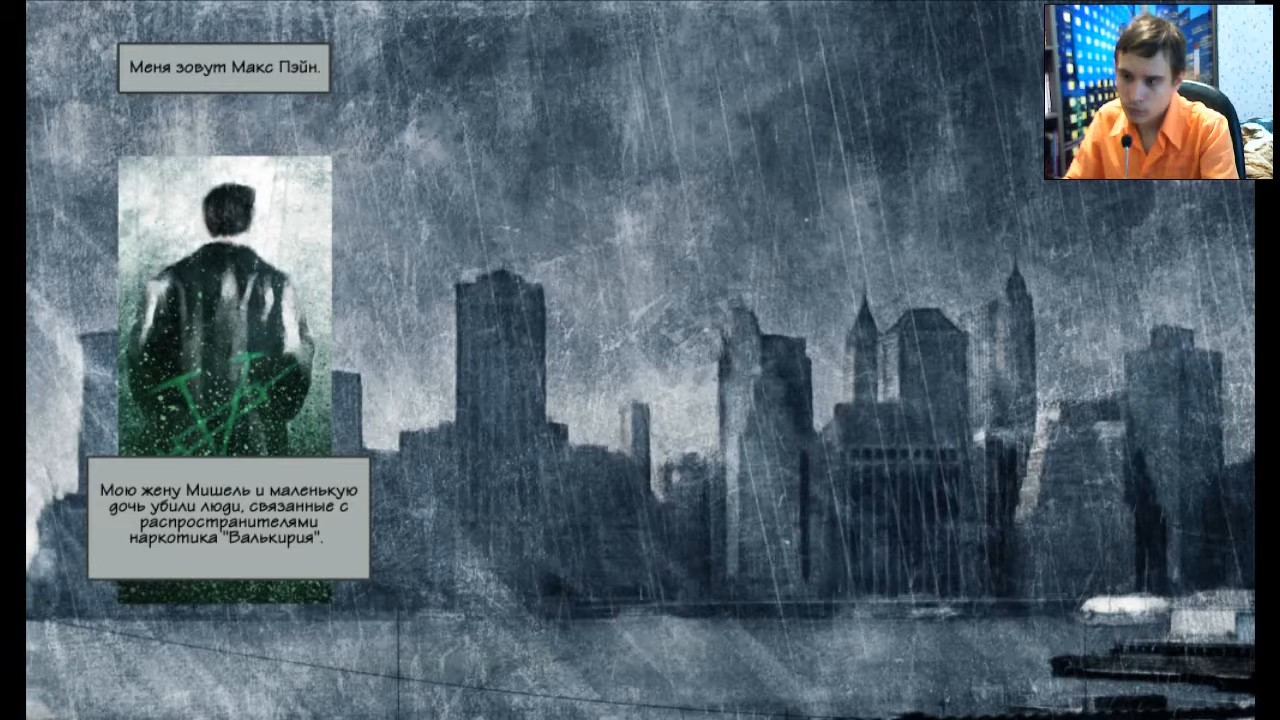 Меня зовут Макс Пэйн.
Мою жену Мишель и маленькую
дочь убили люди, связанные с
распространителями
наркотика "Валькирия".